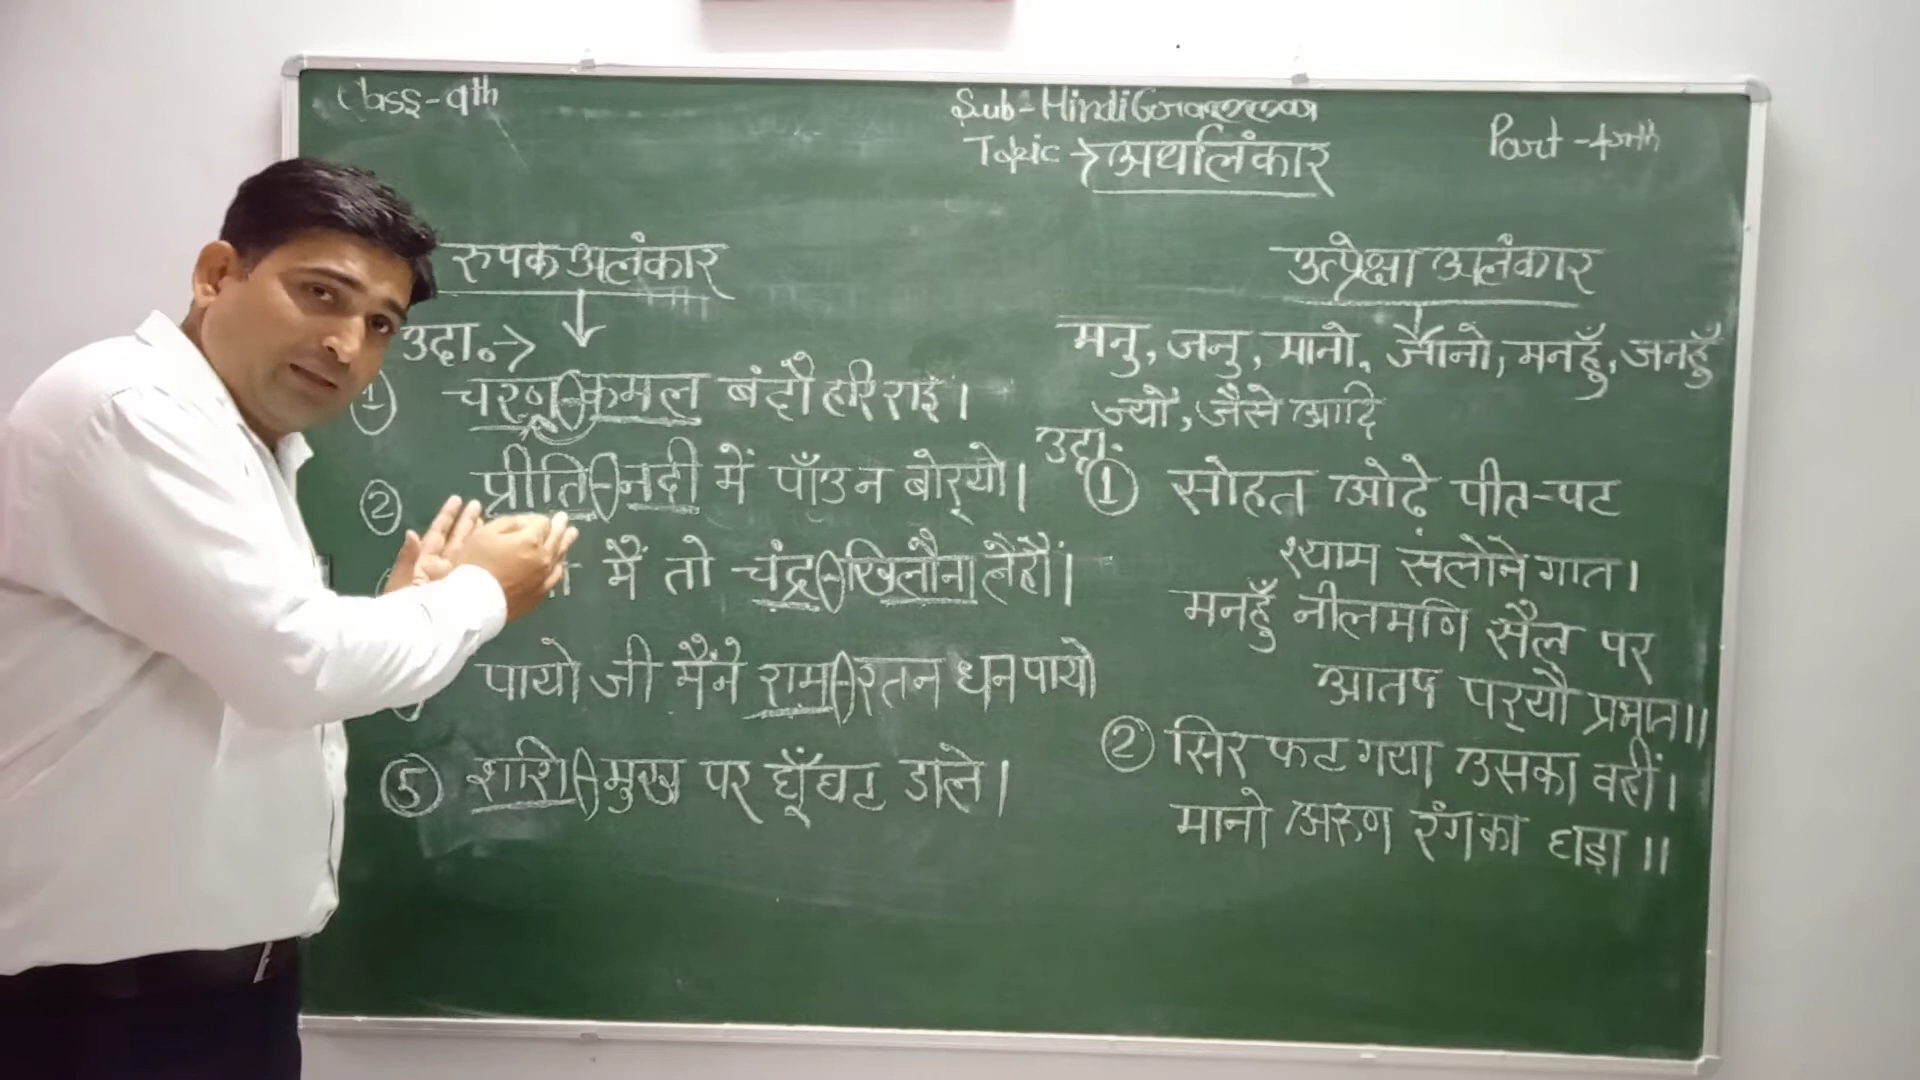 Class-9th
Sub-Hindi Grammar
Topic → अर्थालंकार
Part-4th
रुपक अलंकार
उदा.→
① चरण-कमल बंदौ हरि राइ।
② प्रीति-नदी में पाँउ न बोर्‌यो।
मैं तो चंद्र-खिलौना लैहौं।
पायो जी मैंने राम-रतन धन पायो
⑤ शशि-मुख पर घूँघट डाले।
उत्प्रेक्षा अलंकार
मनु, जनु, मानो, जानो, मनहुँ, जनहुँ
ज्यों, जैसे आदि
उदा.
① सोहत ओढ़े पीत-पट
श्याम सलोने गात।
मनहुँ नीलमणि सैल पर
आतप पर्‌यौ प्रभात॥
② सिर फट गया उसका वहीं।
मानो अरुण रंग का घड़ा॥